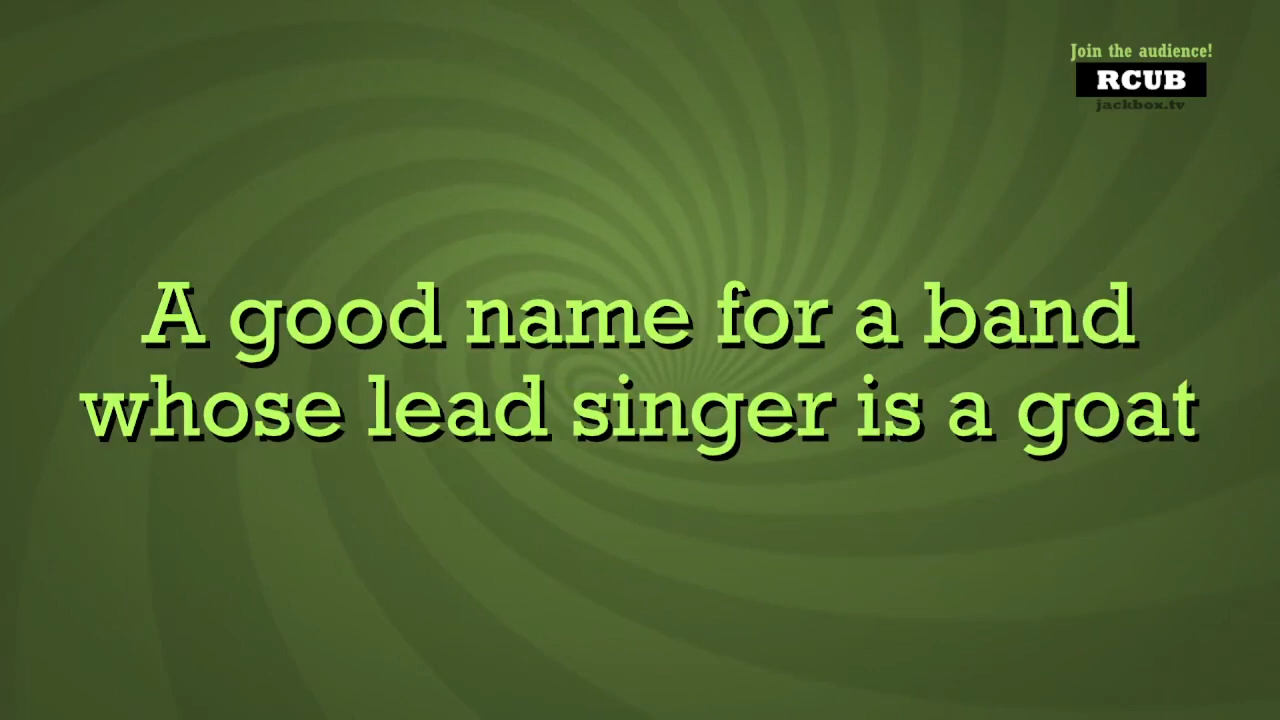 Join the audience!
RCUB
jackbox.tv
A good name for a band
whose lead singer is a goat